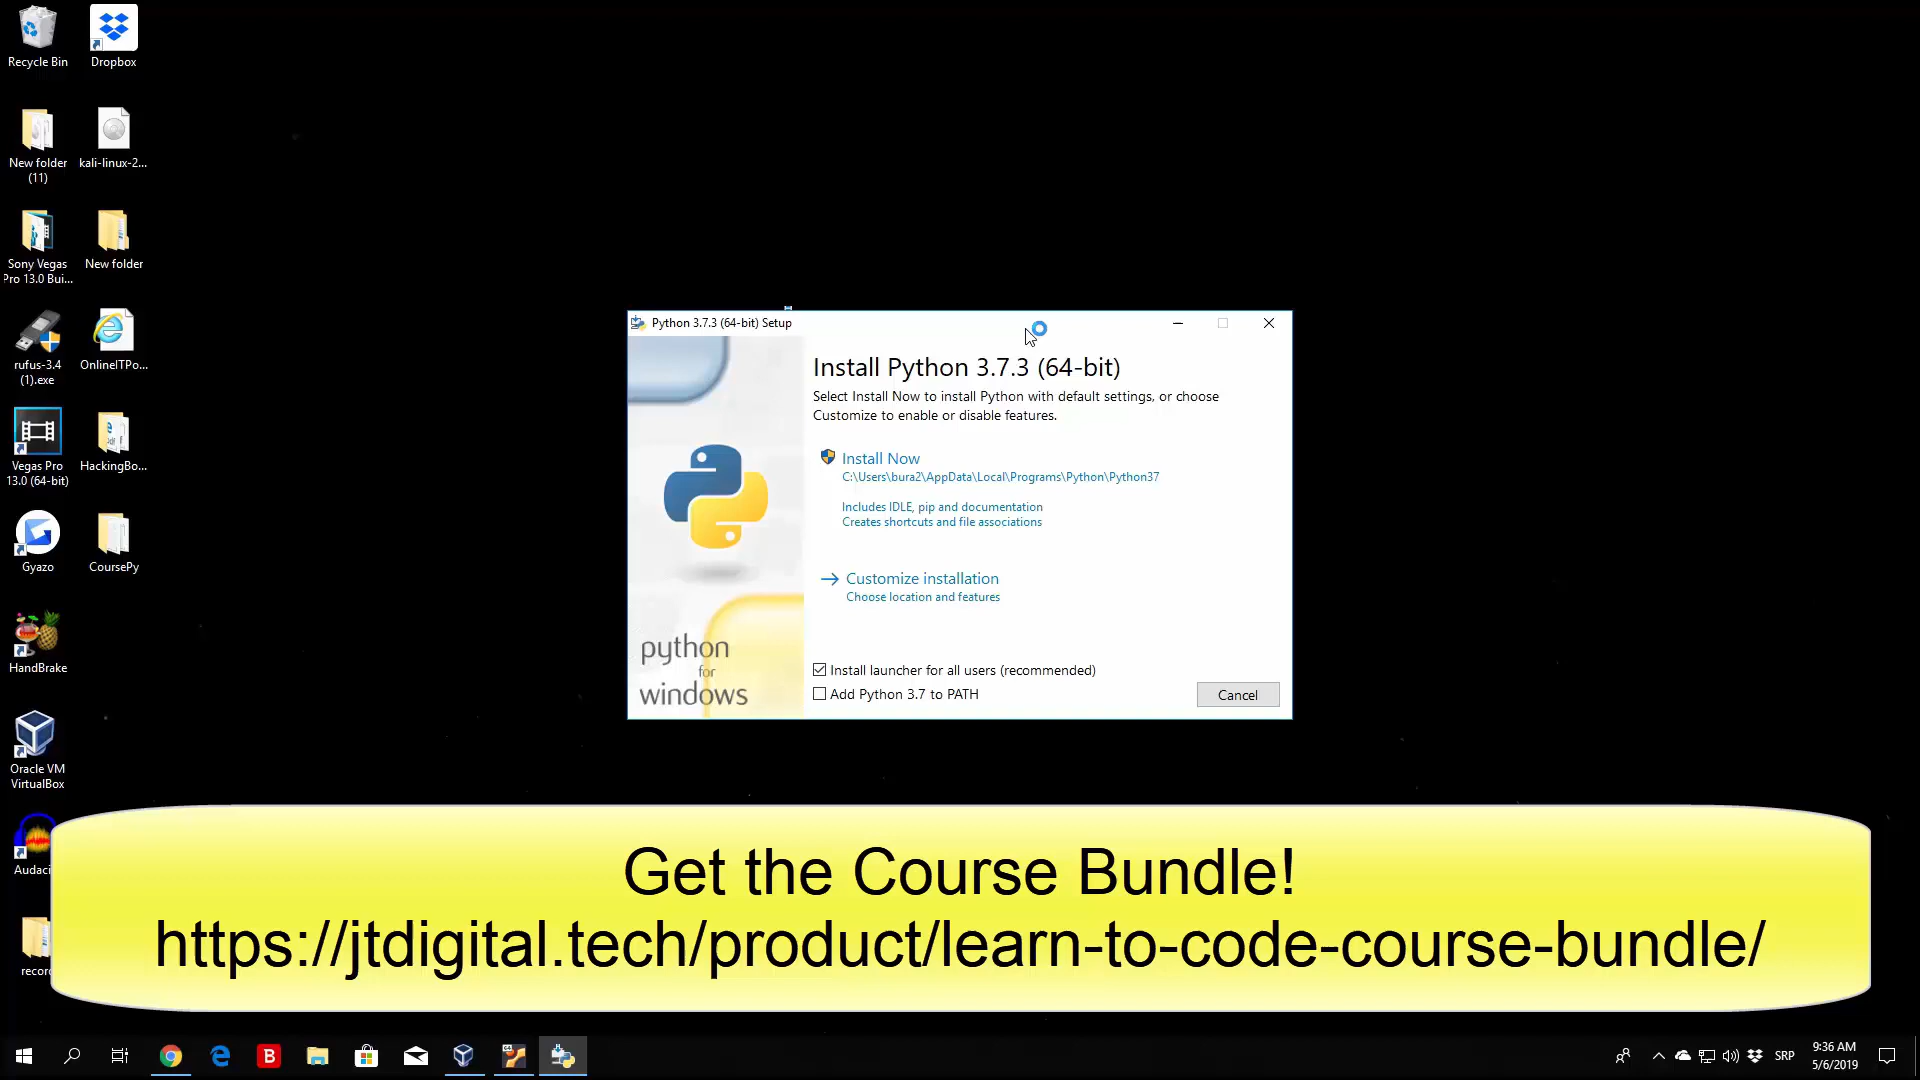 Recycle Bin
Dropbox
New folder
(11)
kali-linux-2...
Sony Vegas
Pro 13.0 Bui...
New folder
rufus-3.4
(1).exe
OnlineITPo...
Vegas Pro
13.0 (64-bit)
HackingBo...
Gyazo
CoursePy
HandBrake
Oracle VM
VirtualBox
Audaci
record
Python 3.7.3 (64-bit) Setup
Install Python 3.7.3 (64-bit)
Select Install Now to install Python with default settings, or choose
Customize to enable or disable features.
Install Now
C:\Users\bura2\AppData\Local\Programs\Python\Python37
Includes IDLE, pip and documentation
Creates shortcuts and file associations
Customize installation
Choose location and features
python
for
windows
Install launcher for all users (recommended)
Add Python 3.7 to PATH
Cancel
Get the Course Bundle!
https://jtdigital.tech/product/learn-to-code-course-bundle/
SRP
9:36 AM
5/6/2019